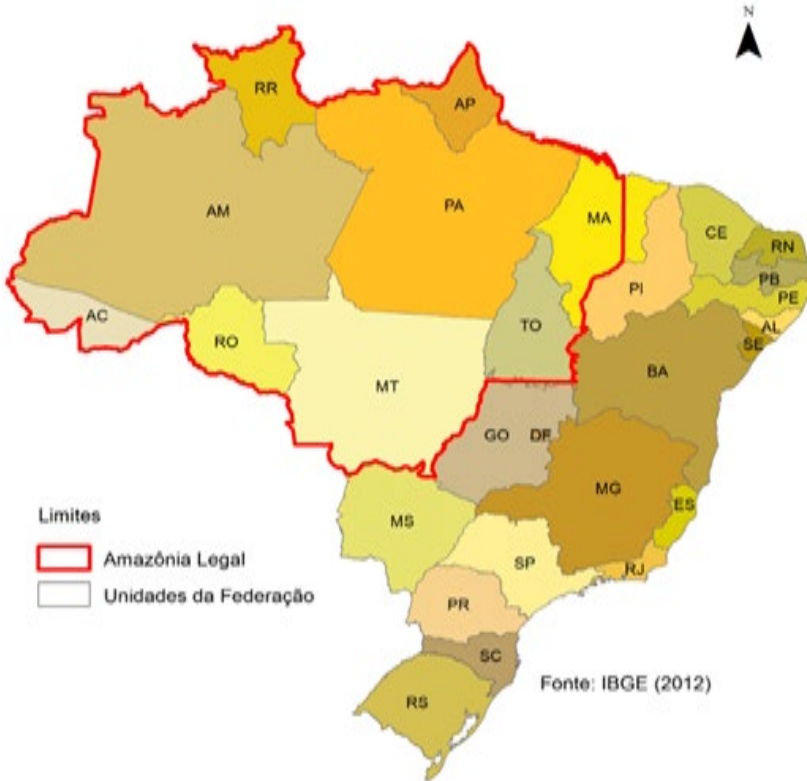 N
RR
AP
AM
PA
MA
CE
RN
PB
PE
PI
AC
RO
TO
AL
SE
BA
MT
GO
DF
MG
ES
MS
SP
RJ
PR
SC
RS
Limites
Amazônia Legal
Unidades da Federação
Fonte: IBGE (2012)